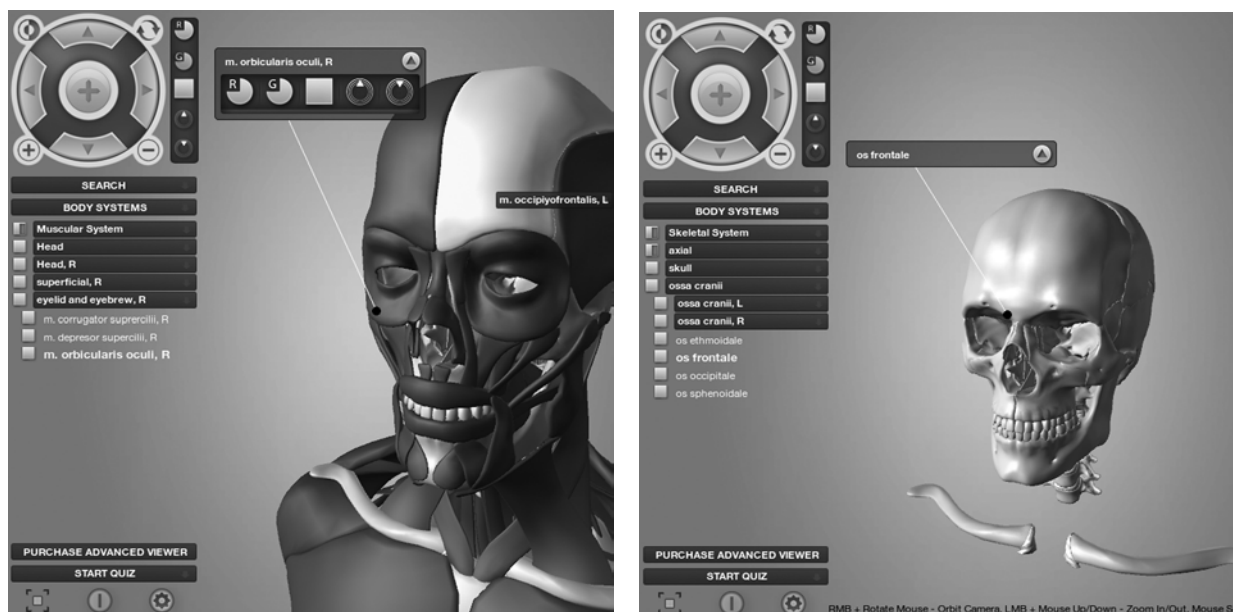 R
G
m. orbicularis oculi, R
R
G
SEARCH
BODY SYSTEMS
Muscular System
Head
Head, R
superficial, R
eyelid and eyebrew, R
m. corrugator suprercilii, R
m. depresor supercilii, R
m. orbicularis oculi, R
m. occipiyofrontalis, L
PURCHASE ADVANCED VIEWER
START QUIZ
R
G
os frontale
SEARCH
BODY SYSTEMS
Skeletal System
axial
skull
ossa cranii
ossa cranii, L
ossa cranii, R
os ethmoidale
os frontale
os occipitale
os sphenoidale
PURCHASE ADVANCED VIEWER
START QUIZ
RMB + Rotate Mouse - Orbit Camera, LMB + Mouse Up/Down - Zoom In/Out, Mouse S